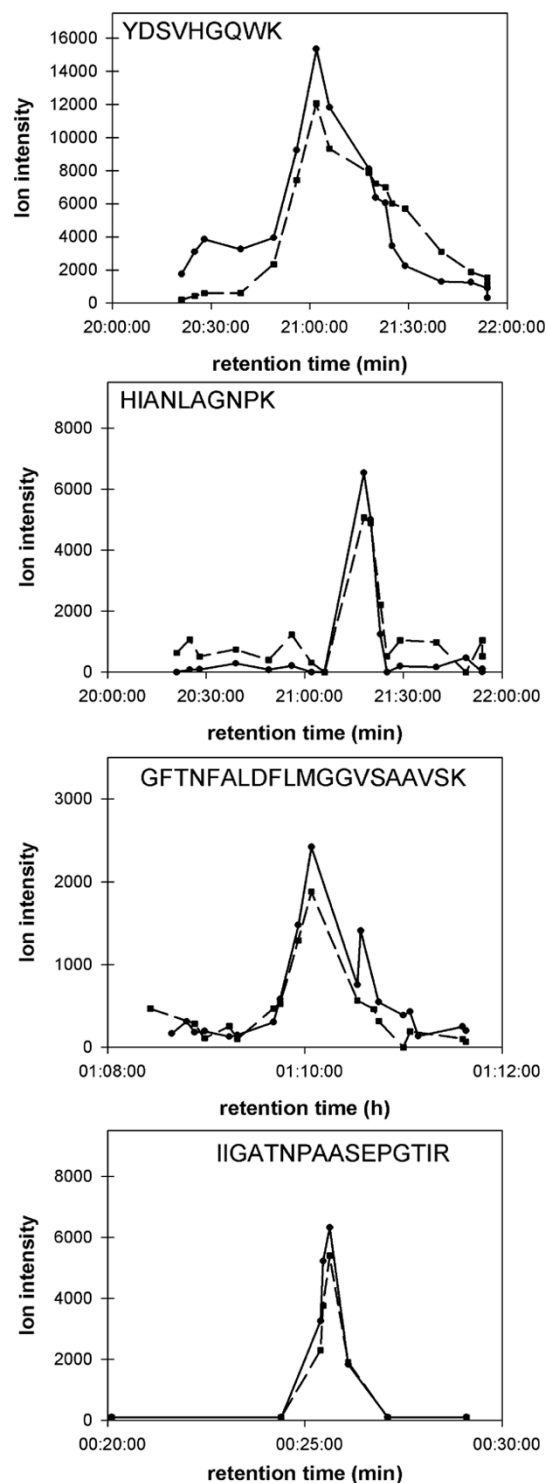 YDSVHGQWK
16000
14000
12000
10000
8000
6000
4000
2000
0
Ion intensity
20:00:00 20:30:00 21:00:00 21:30:00 22:00:00
retention time (min)
HIANLAGNPK
8000
6000
4000
2000
0
Ion intensity
20:00:00 20:30:00 21:00:00 21:30:00 22:00:00
retention time (min)
GFTNFALDFLMGGVSAAVSK
3000
2000
1000
0
Ion intensity
01:08:00 01:10:00 01:12:00
retention time (h)
IIGATNPAASEPGTIR
8000
6000
4000
2000
0
Ion intensity
00:20:00 00:25:00 00:30:00
retention time (min)